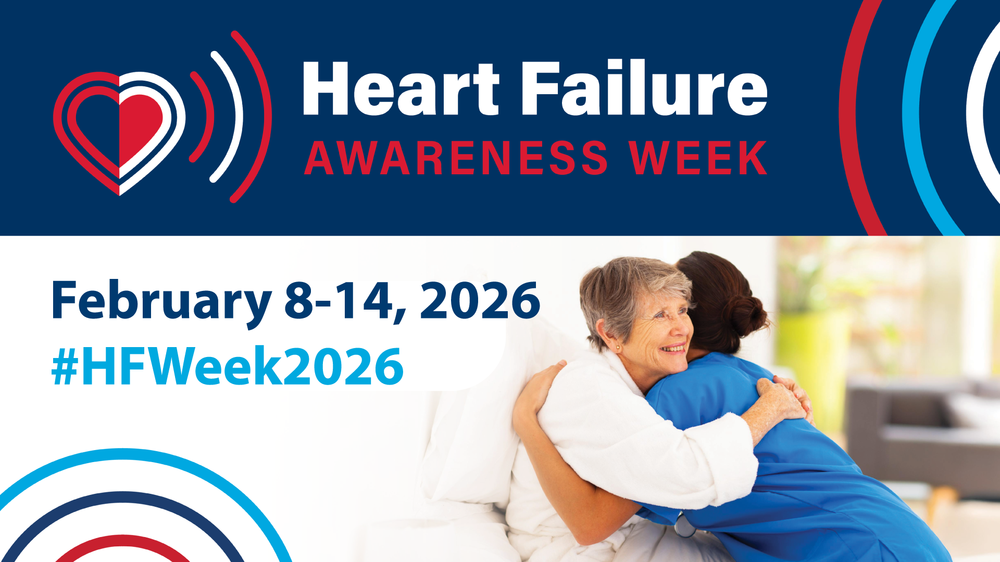 Heart Failure
AWARENESS WEEK
February 8-14, 2026
#HFWeek2026